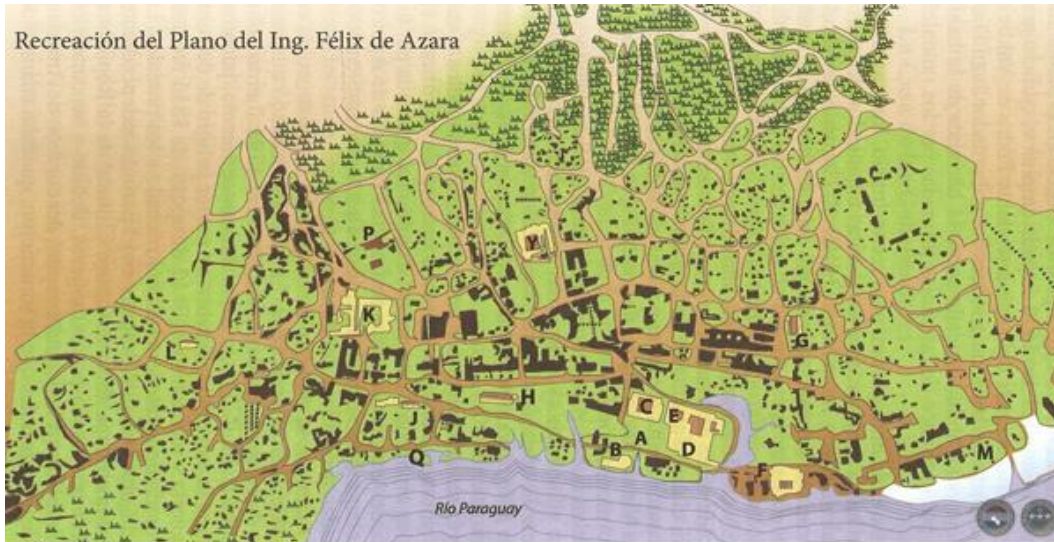 Recreación del Plano del Ing. Félix de Azara
P
Y
K
L
G
H
C
E
J
A
B
D
Q
F
M
Río Paraguay